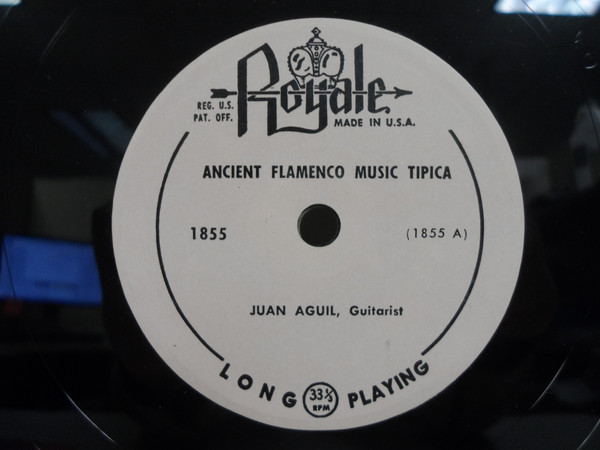 Royale
REG. U.S.
PAT. OFF.
MADE IN U.S.A.
ANCIENT FLAMENCO MUSIC TIPICA
1855
(1855 A)
JUAN AGUIL, Guitarist
LONG 33⅓ RPM PLAYING